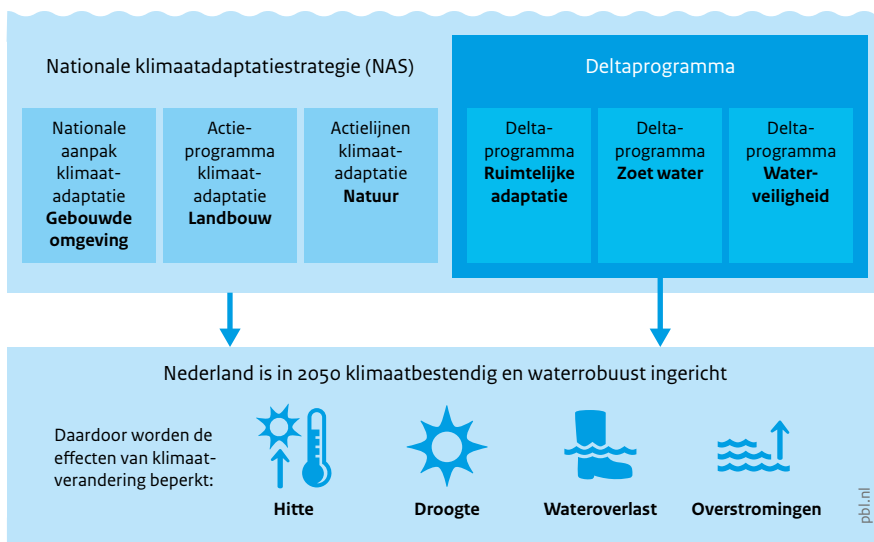 Nationale klimaatadaptatiestrategie (NAS)
Deltaprogramma
Nationale
aanpak
klimaat-
adaptatie
Gebouwde
omgeving
Actie-
programma
klimaat-
adaptatie
Landbouw
Actielijnen
klimaat-
adaptatie
Natuur
Delta-
programma
Ruimtelijke
adaptatie
Delta-
programma
Zoet water
Delta-
programma
Water-
veiligheid
Nederland is in 2050 klimaatbestendig en waterrobuust ingericht
Daardoor worden de
effecten van klimaat-
verandering beperkt:
Hitte
Droogte
Wateroverlast
Overstromingen
pbl.nl